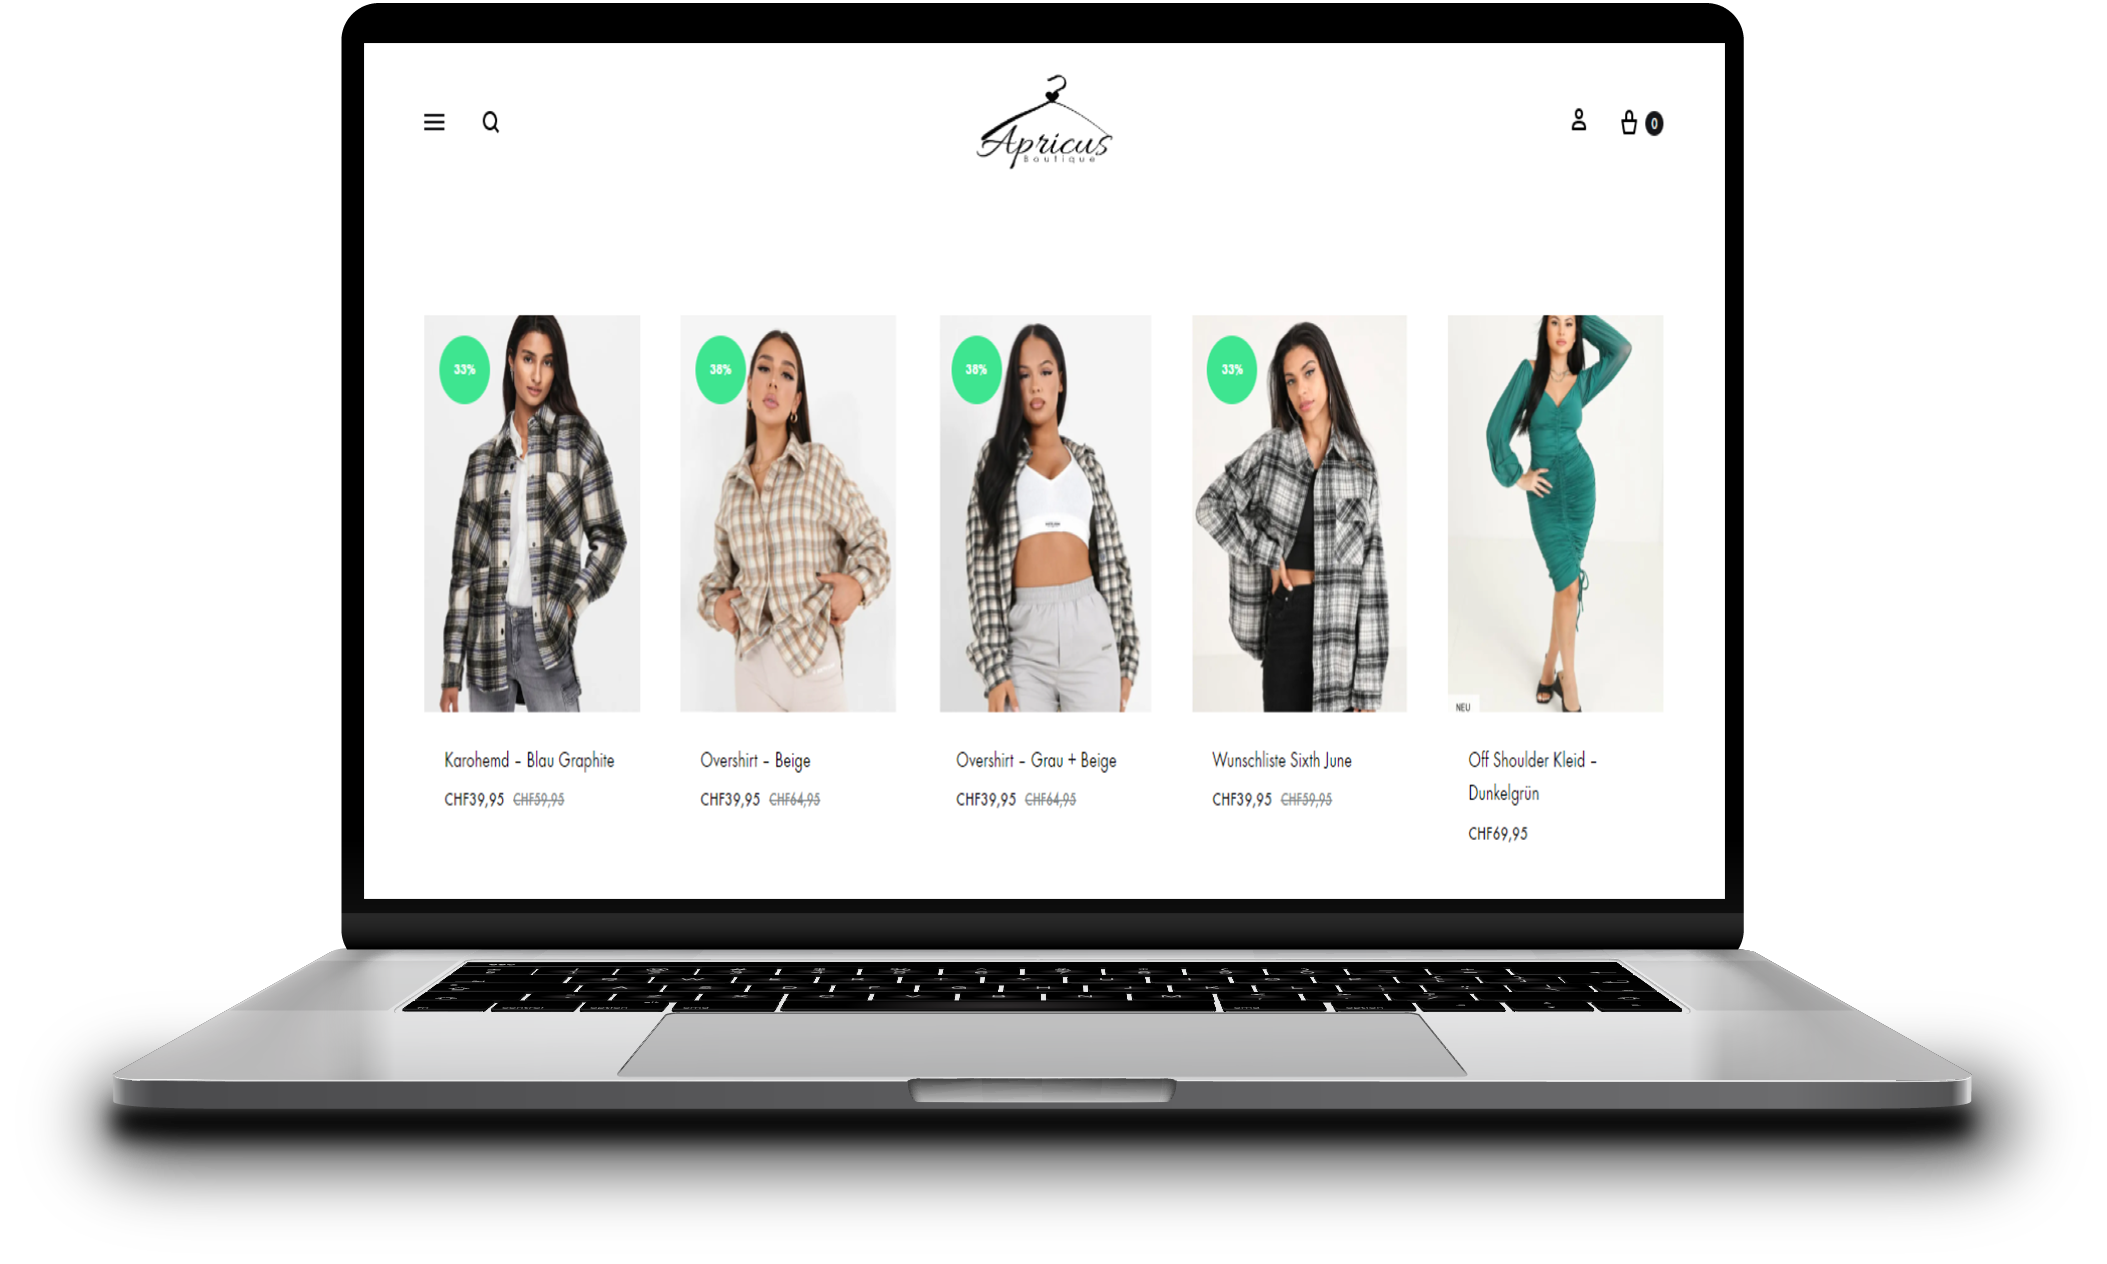 Apricus
Boutique
0
33%
38%
38%
33%
NEU
Karohemd – Blau Graphite
CHF39,95 CHF59,95
Overshirt – Beige
CHF39,95 CHF64,95
Overshirt – Grau + Beige
CHF39,95 CHF64,95
Wunschliste Sixth June
CHF39,95 CHF59,95
Off Shoulder Kleid –
Dunkelgrün
CHF69,95